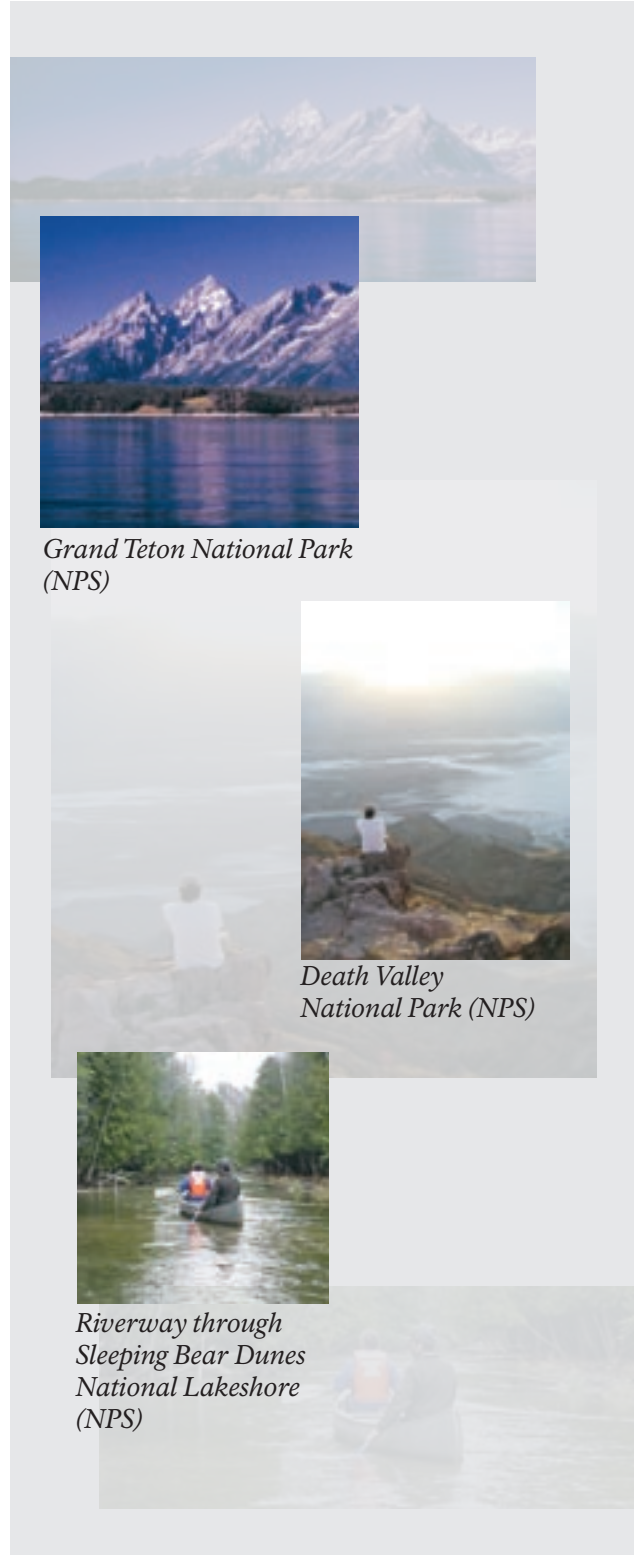 Grand Teton National Park
(NPS)
Death Valley
National Park (NPS)
Riverway through
Sleeping Bear Dunes
National Lakeshore
(NPS)